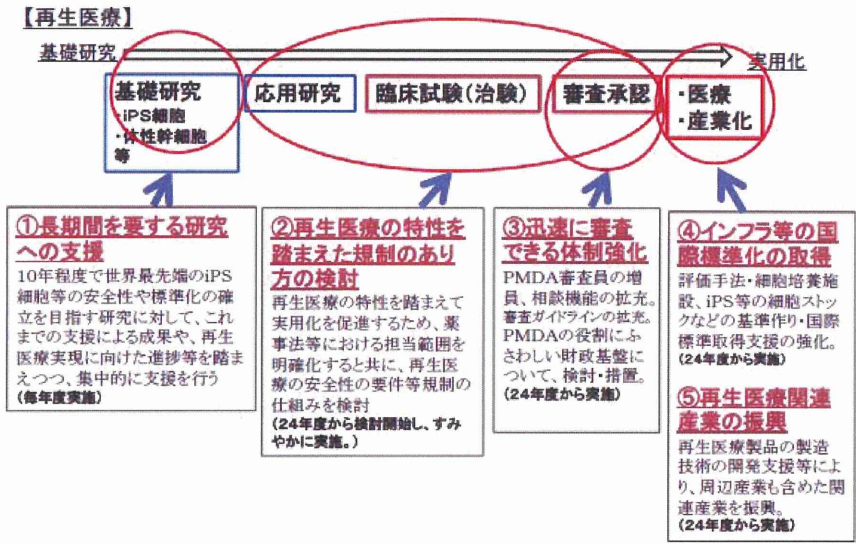 【再生医療】
基礎研究
実用化
基礎研究
・iPS細胞
・体性幹細胞
等
応用研究
臨床試験(治験)
審査承認
・医療
・産業化
①長期間を要する研究
への支援
10年程度で世界最先端のiPS
細胞等の安全性や標準化の確
立を目指す研究に対して、これ
までの支援による成果や、再生
医療実現に向けた進捗等を踏ま
えつつ、集中的に支援を行う
(毎年度実施)
②再生医療の特性を
踏まえた規制のあり
方の検討
再生医療の特性を踏まえて
実用化を促進するため、薬
事法等における担当範囲を
明確化すると共に、再生医
療の安全性の要件等規制の
仕組みを検討
(24年度から検討開始し、すみ
やかに実施。)
③迅速に審査
できる体制強化
PMDA審査員の増
員、相談機能の拡充。
審査ガイドラインの拡充。
PMDAの役割にふ
さわしい財政基盤に
ついて、検討・措置。
(24年度から実施)
④インフラ等の国
際標準化の取得
評価手法・細胞培養施
設、iPS等の細胞ストッ
クなどの基準作り・国際
標準取得支援の強化。
(24年度から実施)
⑤再生医療関連
産業の振興
再生医療製品の製造
技術の開発支援等によ
り、周辺産業も含めた関
連産業を振興。
(24年度から実施)